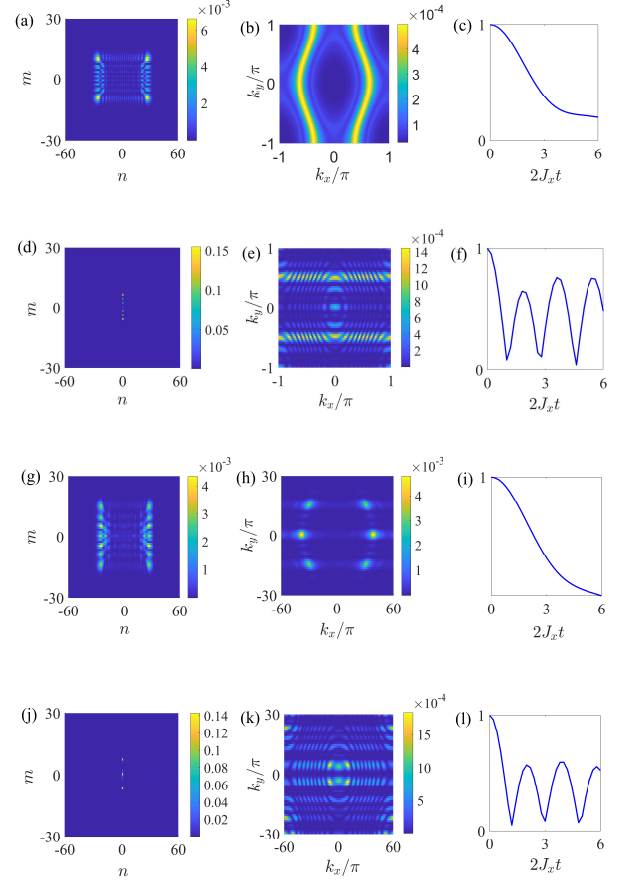 (a) (b) (c)
×10⁻³ ×10⁻⁴
30 0 -30 m
-60 0 60 n
6 4 2
1 0 -1 k_y/π
-1 0 1 k_x/π
5 4 3 2 1
1 0
0 3 6 2J_x t
(d) (e) (f)
30 0 -30 m
-60 0 60 n
0.15 0.1 0.05
×10⁻⁴
1 0 -1 k_y/π
-1 0 1 k_x/π
14 12 10 8 6 4 2
1 0
0 3 6 2J_x t
(g) (h) (i)
×10⁻³ ×10⁻³
30 0 -30 m
-60 0 60 n
4 3 2 1
30 0 -30 k_y/π
-60 0 60 k_x/π
4 3 2 1
1 0
0 3 6 2J_x t
(j) (k) (l)
30 0 -30 m
-60 0 60 n
0.14 0.12 0.1 0.08 0.06 0.04 0.02
×10⁻⁴
30 0 -30 k_y/π
-60 0 60 k_x/π
15 10 5
1 0
0 3 6 2J_x t